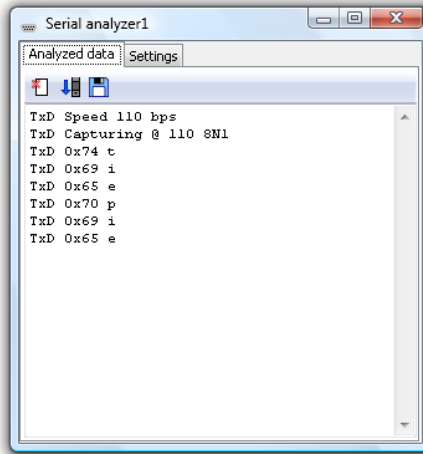 Serial analyzer1
Analyzed data Settings
TxD Speed 110 bps
TxD Capturing @ 110 8N1
TxD 0x74 t
TxD 0x69 i
TxD 0x65 e
TxD 0x70 p
TxD 0x69 i
TxD 0x65 e